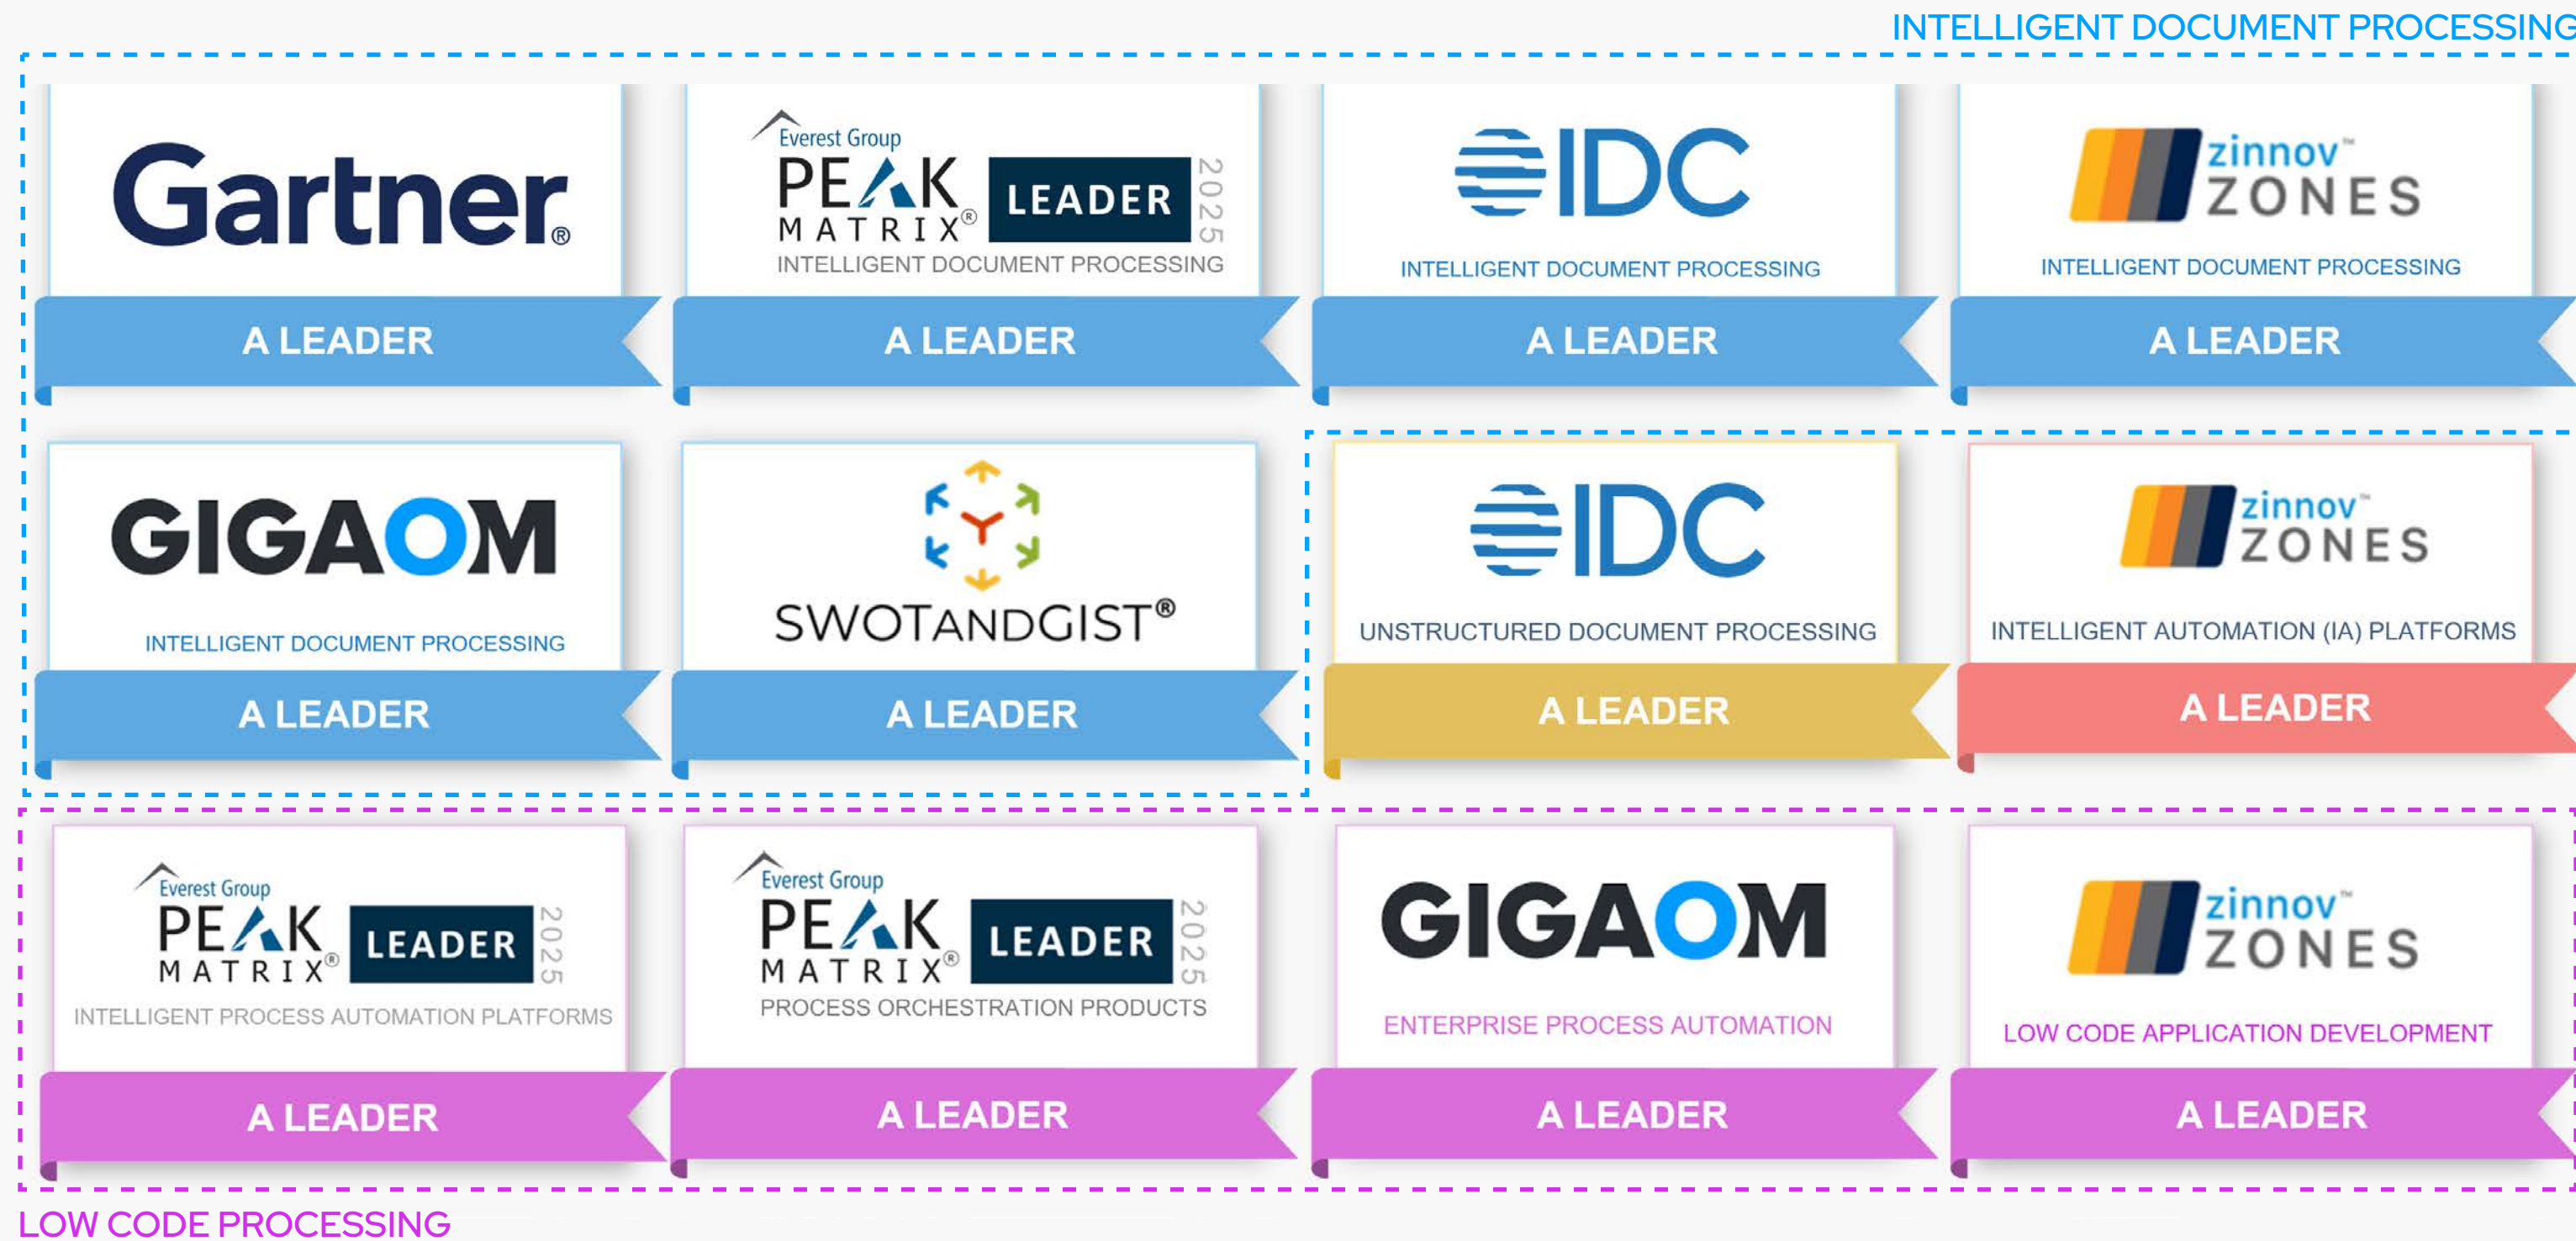 INTELLIGENT DOCUMENT PROCESSING
Gartner®
A LEADER
Everest Group
PEAK
MATRIX®
LEADER
2025
INTELLIGENT DOCUMENT PROCESSING
A LEADER
IDC
INTELLIGENT DOCUMENT PROCESSING
A LEADER
zinnov™
ZONES
INTELLIGENT DOCUMENT PROCESSING
A LEADER
GIGAOM
INTELLIGENT DOCUMENT PROCESSING
A LEADER
SWOTANDGIST®
A LEADER
IDC
UNSTRUCTURED DOCUMENT PROCESSING
A LEADER
zinnov™
ZONES
INTELLIGENT AUTOMATION (IA) PLATFORMS
A LEADER
Everest Group
PEAK
MATRIX®
LEADER
2025
INTELLIGENT PROCESS AUTOMATION PLATFORMS
A LEADER
Everest Group
PEAK
MATRIX®
LEADER
2025
PROCESS ORCHESTRATION PRODUCTS
A LEADER
GIGAOM
ENTERPRISE PROCESS AUTOMATION
A LEADER
zinnov™
ZONES
LOW CODE APPLICATION DEVELOPMENT
A LEADER
LOW CODE PROCESSING